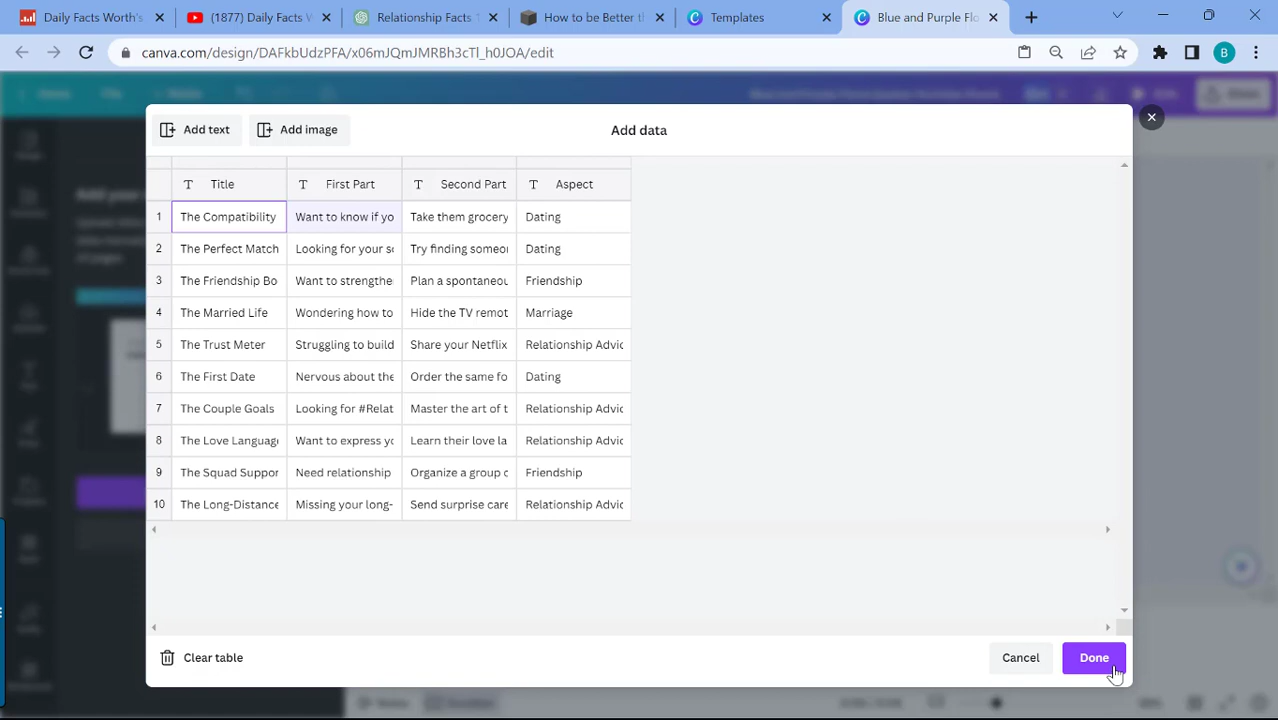 Daily Facts Worth's
(1877) Daily Facts W
Relationship Facts
How to be Better th
Templates
Blue and Purple Flo
canva.com/design/DAFkbUdzPFA/x06mJQmJMRBh3cTl_h0JOA/edit
B
Add text
Add image
Add data
Title First Part Second Part Aspect
1 The Compatibility Want to know if yo Take them grocery Dating
2 The Perfect Match Looking for your so Try finding someo Dating
3 The Friendship Bo Want to strengthe Plan a spontaneou Friendship
4 The Married Life Wondering how to Hide the TV remot Marriage
5 The Trust Meter Struggling to build Share your Netflix Relationship Advic
6 The First Date Nervous about the Order the same fo Dating
7 The Couple Goals Looking for #Relat Master the art of t Relationship Advic
8 The Love Language Want to express yo Learn their love la Relationship Advic
9 The Squad Suppor Need relationship Organize a group c Friendship
10 The Long-Distance Missing your long- Send surprise care Relationship Advic
Clear table
Cancel
Done